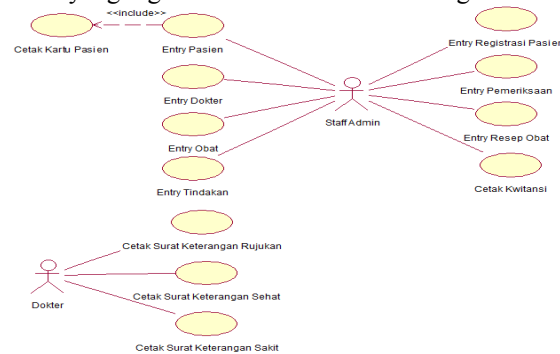 <<include>>
Cetak Kartu Pasien
Entry Pasien
Entry Registrasi Pasien
Entry Dokter
Entry Pemeriksaan
Staff Admin
Entry Obat
Entry Resep Obat
Entry Tindakan
Cetak Kwitansi
Cetak Surat Keterangan Rujukan
Dokter
Cetak Surat Keterangan Sehat
Cetak Surat Keterangan Sakit